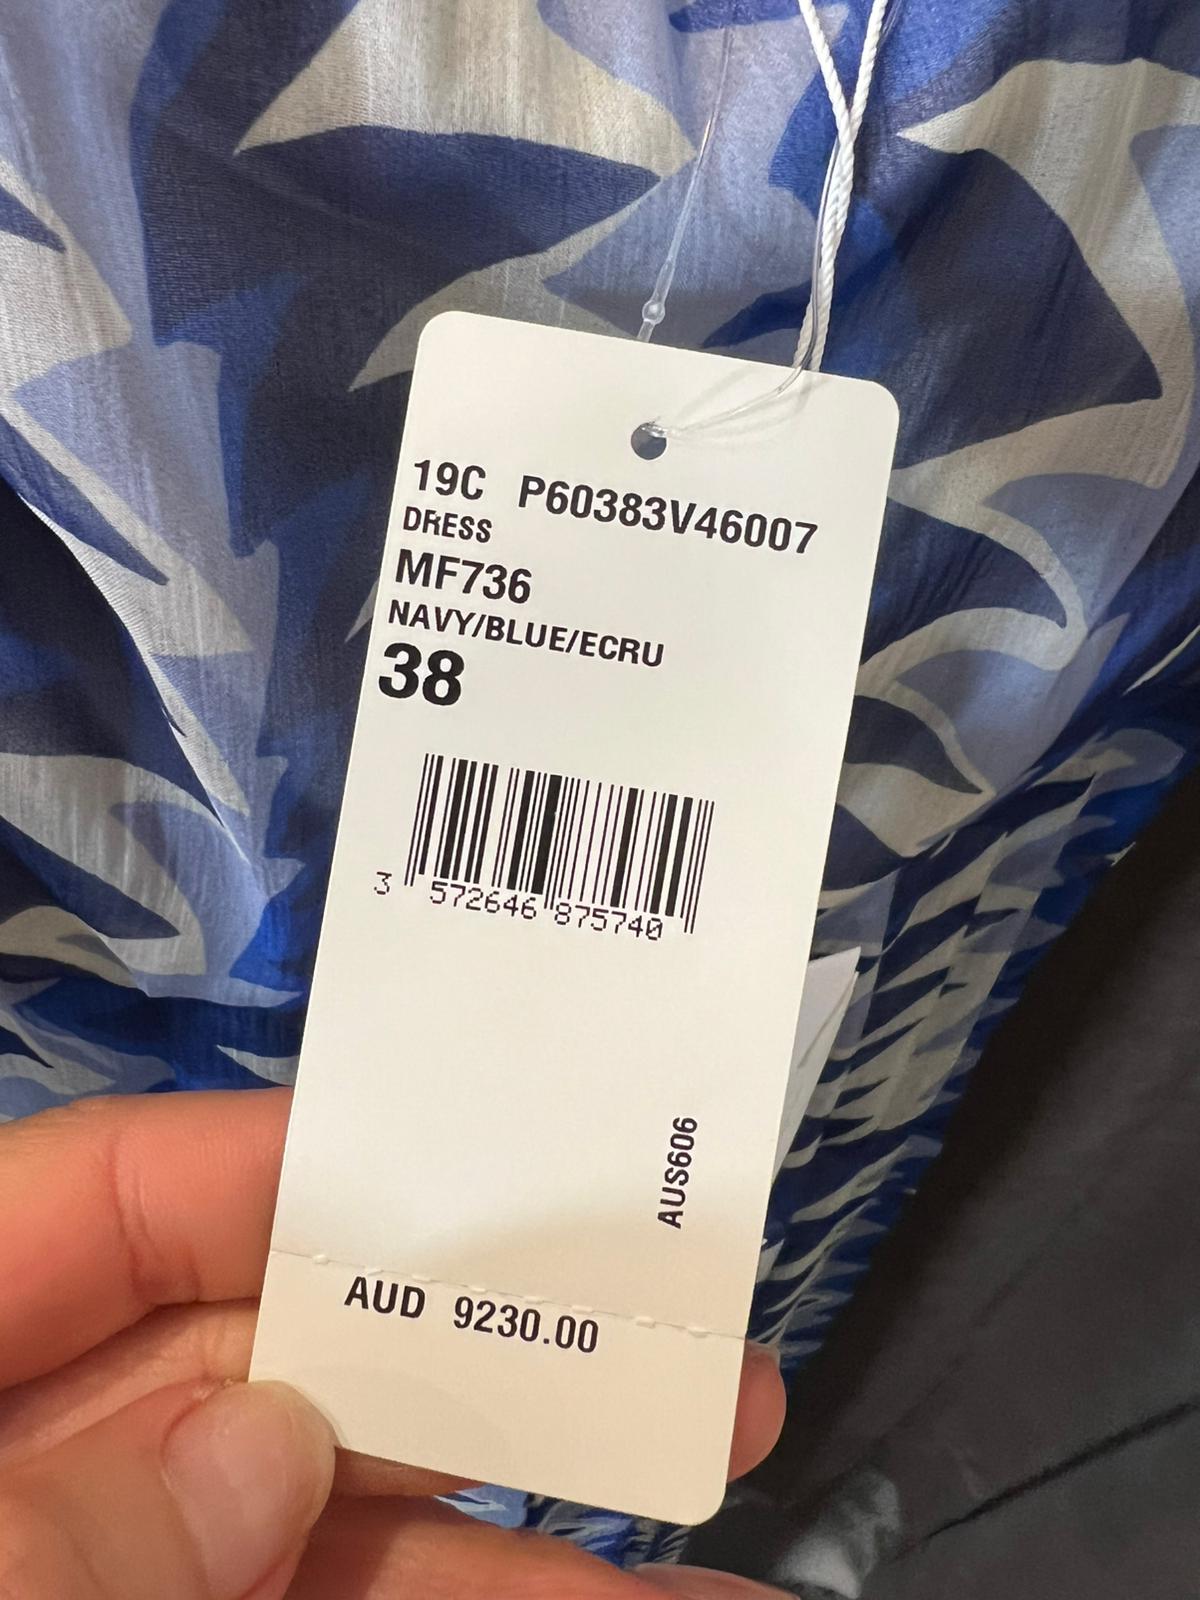 19C P60383V46007
DRESS
MF736
NAVY/BLUE/ECRU
38
3 572646 875740
AUS606
AUD 9230.00